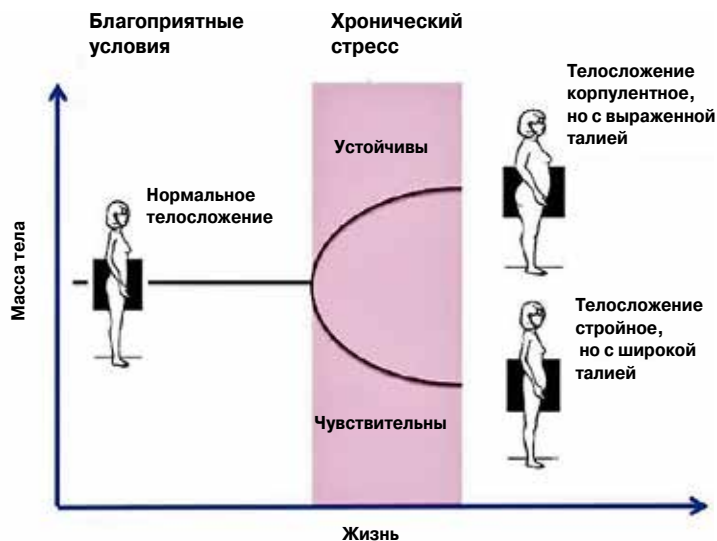 Благоприятные
условия
Хронический
стресс
Телосложение
корпулентное,
но с выраженной
талией
Устойчивы
Нормальное
телосложение
Масса тела
Телосложение
стройное,
но с широкой
талией
Чувствительны
Жизнь